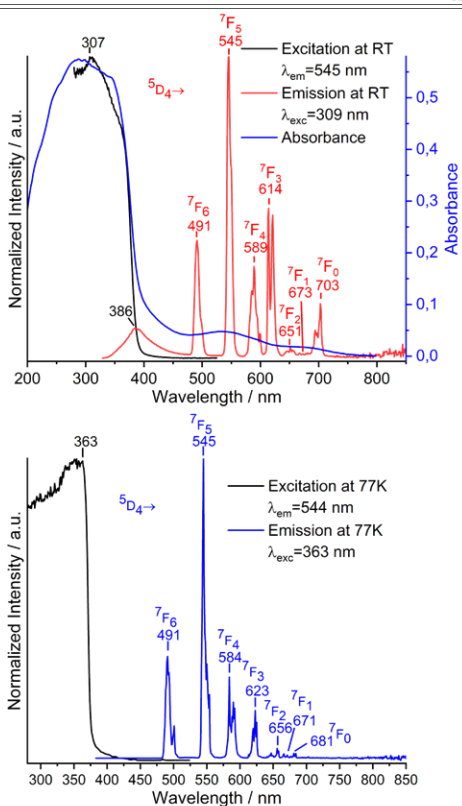 307
⁷F₅
545
Excitation at RT
λem=545 nm
Emission at RT
λexc=309 nm
Absorbance
⁵D₄→
⁷F₆
491
⁷F₃
614
⁷F₄
589
⁷F₁
673
⁷F₀
703
⁷F₂
651
386
Normalized Intensity / a.u.
0,5
0,4
0,3
0,2
0,1
0,0
Absorbance
200 300 400 500 600 700 800
Wavelength / nm
363
⁷F₅
545
Excitation at 77K
λem=544 nm
Emission at 77K
λexc=363 nm
⁵D₄→
⁷F₆
491
⁷F₄
584
⁷F₃
623
⁷F₂
656
⁷F₁
671
681 ⁷F₀
Normalized Intensity / a.u.
300 350 400 450 500 550 600 650 700 750 800 850
Wavelength / nm